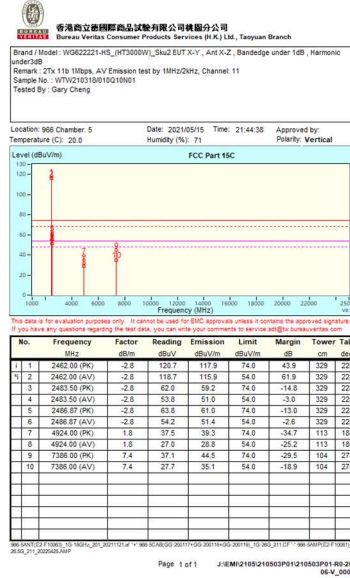 BUREAU
VERITAS
香港商立德國際商品試驗有限公司桃園分公司
Bureau Veritas Consumer Products Services (H.K.) Ltd., Taoyuan Branch
Brand / Model : WG622221-HS_(HT3000W)_Sku2 EUT X-Y , Ant X-Z , Bandedge under 1dB , Harmonic
under3dB
Remark : 2Tx 11b 1Mbps, AV Emission test by 1MHz/2kHz, Channel: 11
Sample No. : WTW210318/010Q10N01
Tested By : Gary Cheng
Location: 966 Chamber. 5 Date: 2021/05/15 Time: 21:44:38 Approved by:
Temperature (C): 20.0 Humidity (%): 71 Polarity: Vertical
Level (dBuV/m) FCC Part 15C
130
120
100
80
60
40
20
0
1000 4000 6000 8000 10000 12000 14000 16000 18000 20000 22000
Frequency (MHz)
This data is for evaluation purposes only. It cannot be used for EMC approvals unless it contains the approved signature.
If you have any questions regarding the test data, you can write your comments to service.adt@tw.bureauveritas.com
No. Frequency Factor Reading Emission Limit Margin Tower
MHz dB/m dBuV dBuV/m dBuV/m dB cm
! 1 2462.00 (PK) -2.8 120.7 117.9 74.0 43.9 329
*! 2 2462.00 (AV) -2.8 118.7 115.9 54.0 61.9 329
3 2483.50 (PK) -2.8 62.0 59.2 74.0 -14.8 329
4 2483.50 (AV) -2.8 53.8 51.0 54.0 -3.0 329
5 2486.87 (PK) -2.8 63.8 61.0 74.0 -13.0 329
6 2486.87 (AV) -2.8 54.2 51.4 54.0 -2.6 329
7 4924.00 (PK) 1.8 37.5 39.3 74.0 -34.7 113
8 4924.00 (AV) 1.8 27.0 28.8 54.0 -25.2 113
9 7386.00 (PK) 7.4 37.1 44.5 74.0 -29.5 104
10 7386.00 (AV) 7.4 27.7 35.1 54.0 -18.9 104
Page 1 of 1